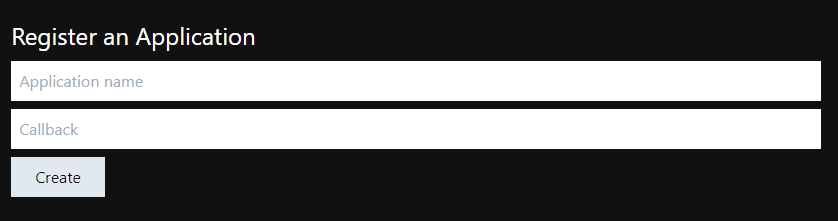 Register an Application
Application name
Callback
Create